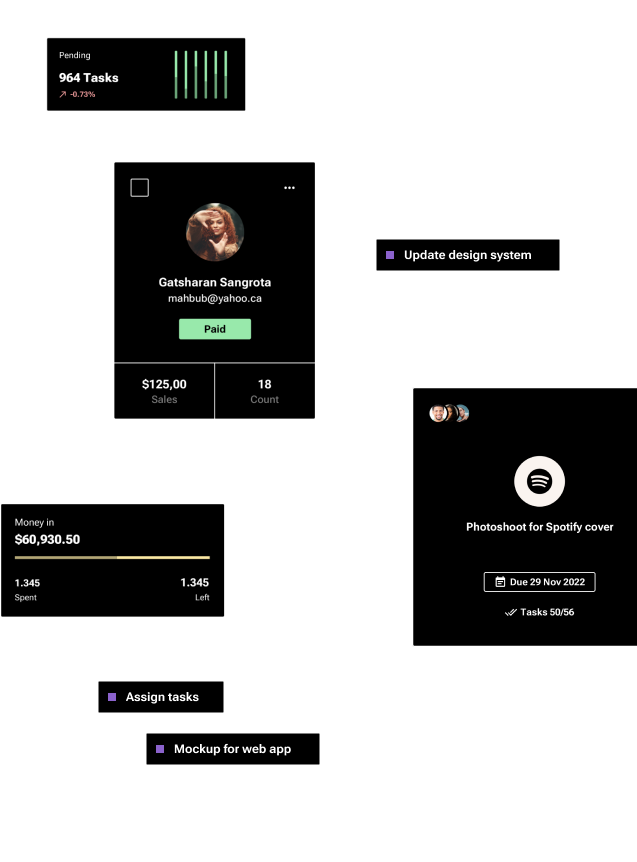 Pending
964 Tasks
-0.73%
Gatsharan Sangrota
mahbub@yahoo.ca
Paid
$125,00
Sales
18
Count
Update design system
Photoshoot for Spotify cover
Due 29 Nov 2022
Tasks 50/56
Money in
$60,930.50
1.345
Spent
1.345
Left
Assign tasks
Mockup for web app